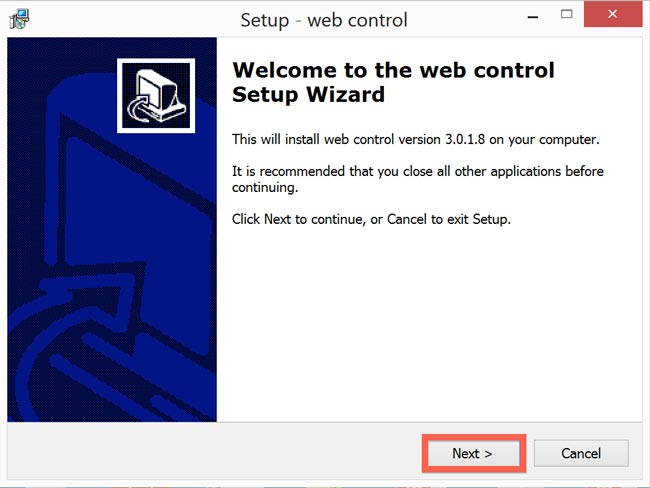 Setup - web control
Welcome to the web control
Setup Wizard
This will install web control version 3.0.1.8 on your computer.
It is recommended that you close all other applications before
continuing.
Click Next to continue, or Cancel to exit Setup.
Next >
Cancel